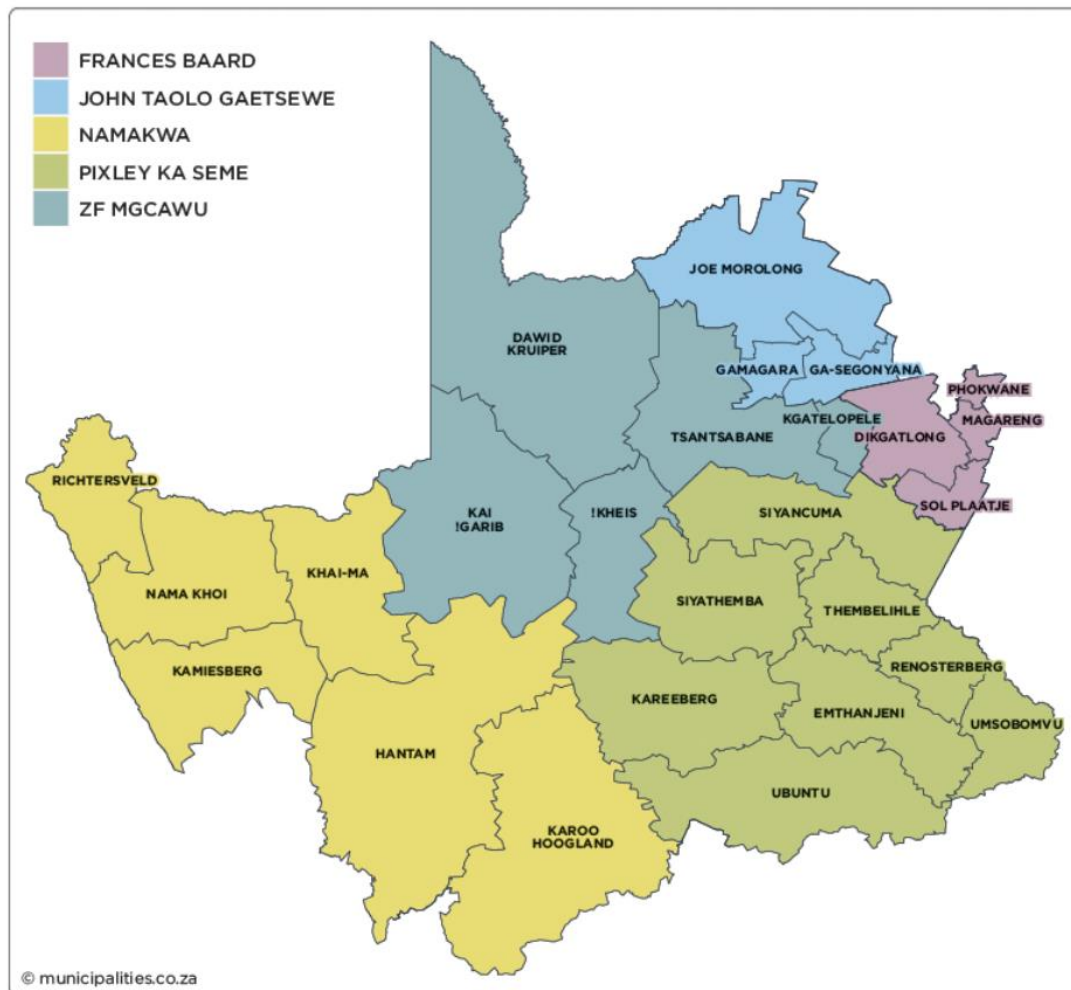 FRANCES BAARD
JOHN TAOLO GAETSEWE
NAMAKWA
PIXLEY KA SEME
ZF MGCAWU
JOE MOROLONG
DAWID
KRUIPER
GAMAGARA
GA-SEGONYANA
PHOKWANE
MAGARENG
KGATELOPELE
DIKGATLONG
TSANTSABANE
RICHTERSVELD
SOL PLAATJE
KAI
!GARIB
!KHEIS
SIYANCUMA
KHAI-MA
NAMA KHOI
SIYATHEMBA
THEMBELIHLE
KAMIESBERG
RENOSTERBERG
KAREEBERG
EMTHANJENI
UMSOBOMVU
HANTAM
UBUNTU
KAROO
HOOGLAND
© municipalities.co.za